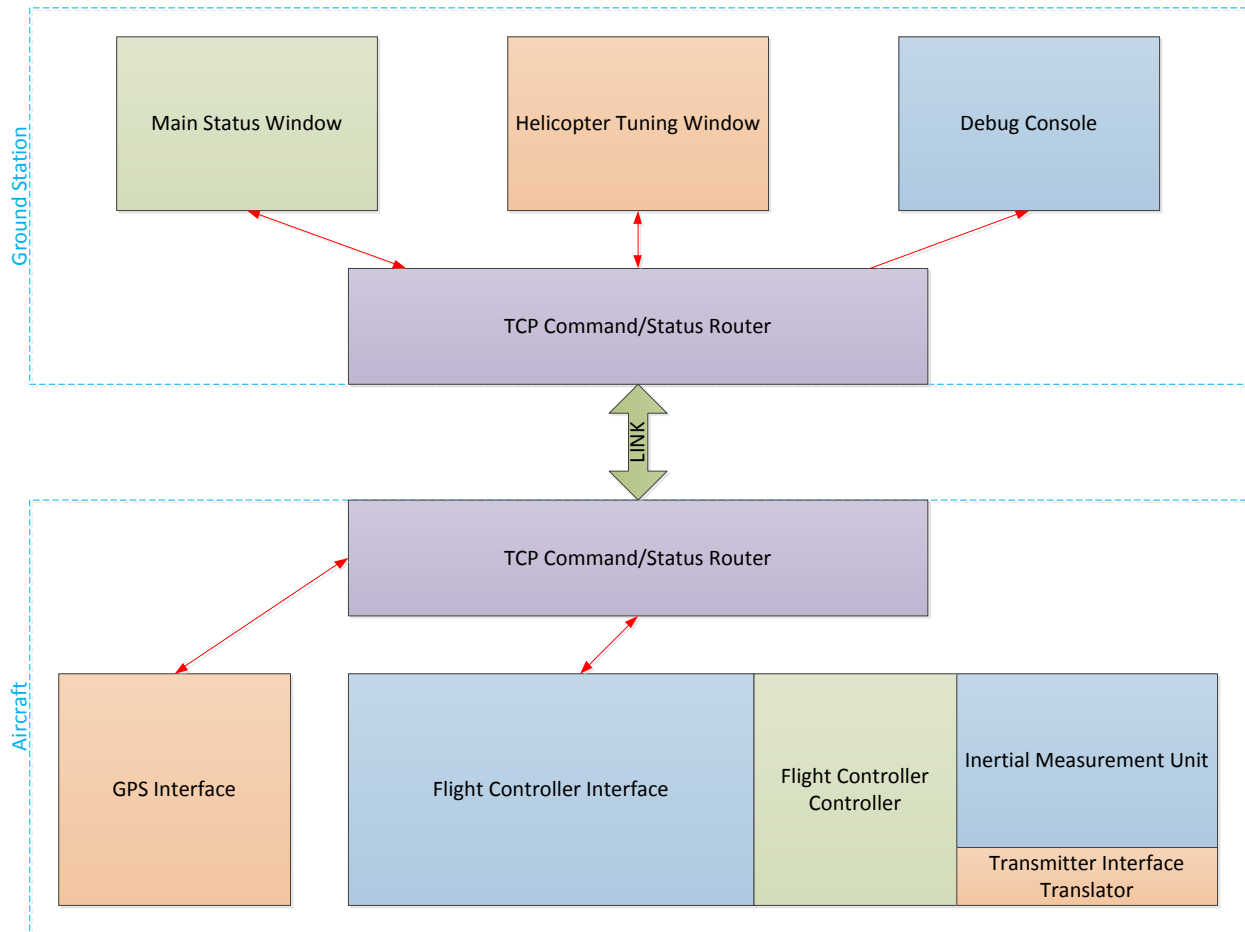 Ground Station
Main Status Window
Helicopter Tuning Window
Debug Console
TCP Command/Status Router
LINK
Aircraft
TCP Command/Status Router
GPS Interface
Flight Controller Interface
Flight Controller
Controller
Inertial Measurement Unit
Transmitter Interface
Translator